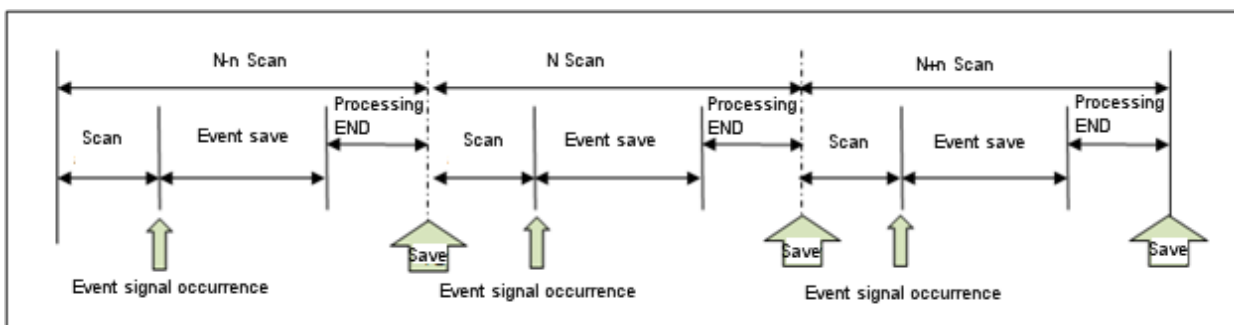 N-n Scan
N Scan
N+n Scan
Processing
END
Processing
END
Processing
END
Scan
Event save
Scan
Event save
Scan
Event save
Save
Save
Save
Event signal occurrence
Event signal occurrence
Event signal occurrence